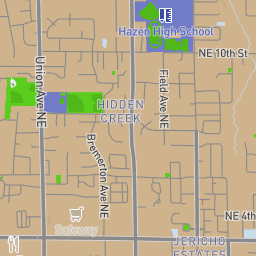 Hazen High School
NE 10th St
Union Ave NE
Field Ave NE
HIDDEN
CREEK
Bremerton Ave NE
NE 4th
Safeway
JERICHO
ESTATES